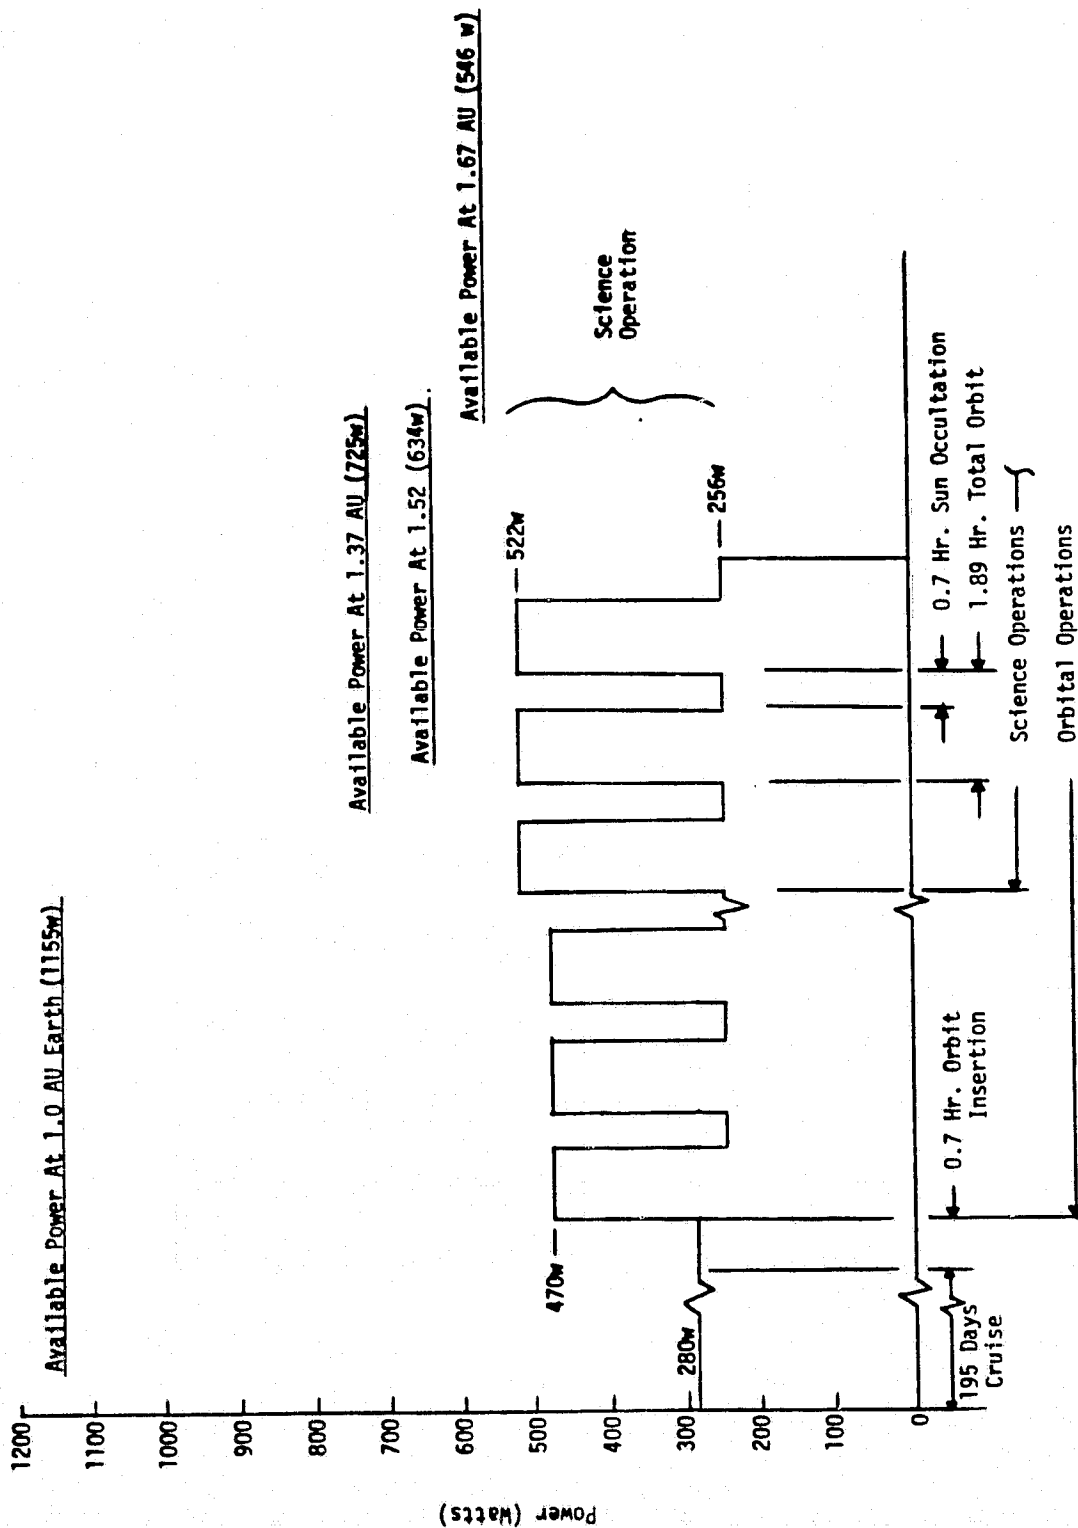 Available Power At 1.0 AU Earth (1155w)
Available Power At 1.37 AU (725w)
Available Power At 1.52 (634w).
Available Power At 1.67 AU (546 w)
Power (Watts)
1200
1100
1000
900
800
700
600
500
400
300
200
100
0
280w
470w
522w
256w
Science
Operation
195 Days
Cruise
0.7 Hr. Orbit
Insertion
0.7 Hr. Sun Occultation
1.89 Hr. Total Orbit
Science Operations
Orbital Operations